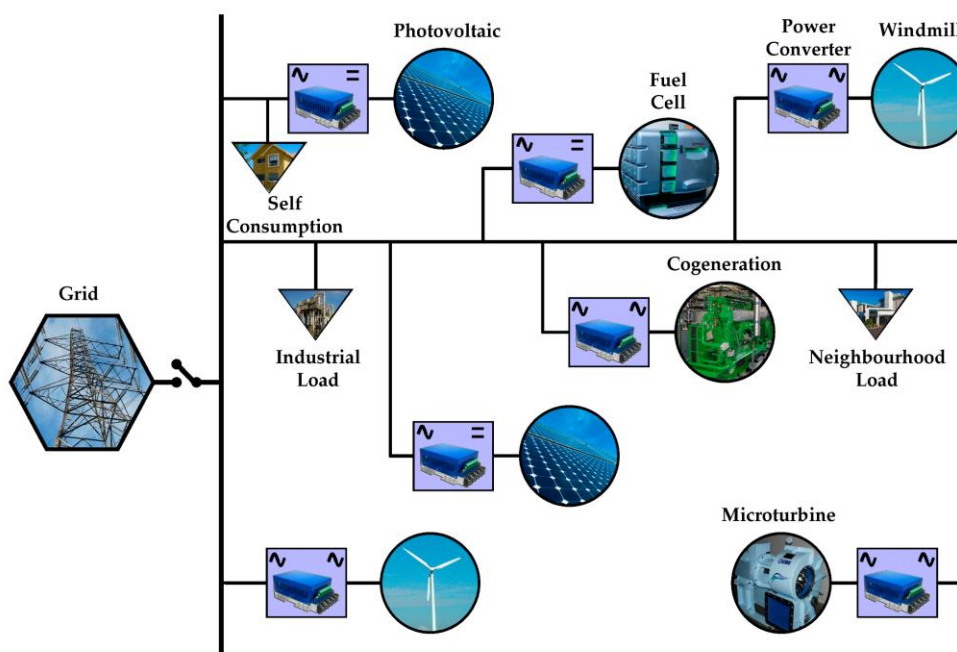 Photovoltaic
Power
Converter
Windmill
Fuel
Cell
Self
Consumption
Cogeneration
Grid
Industrial
Load
Neighbourhood
Load
Microturbine